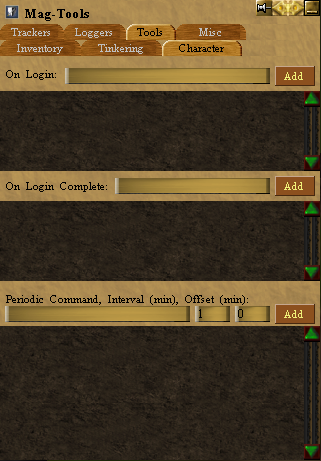 Mag-Tools
Trackers Loggers Tools Misc
Inventory Tinkering Character
On Login: Add
On Login Complete: Add
Periodic Command, Interval (min), Offset (min):
1 0 Add